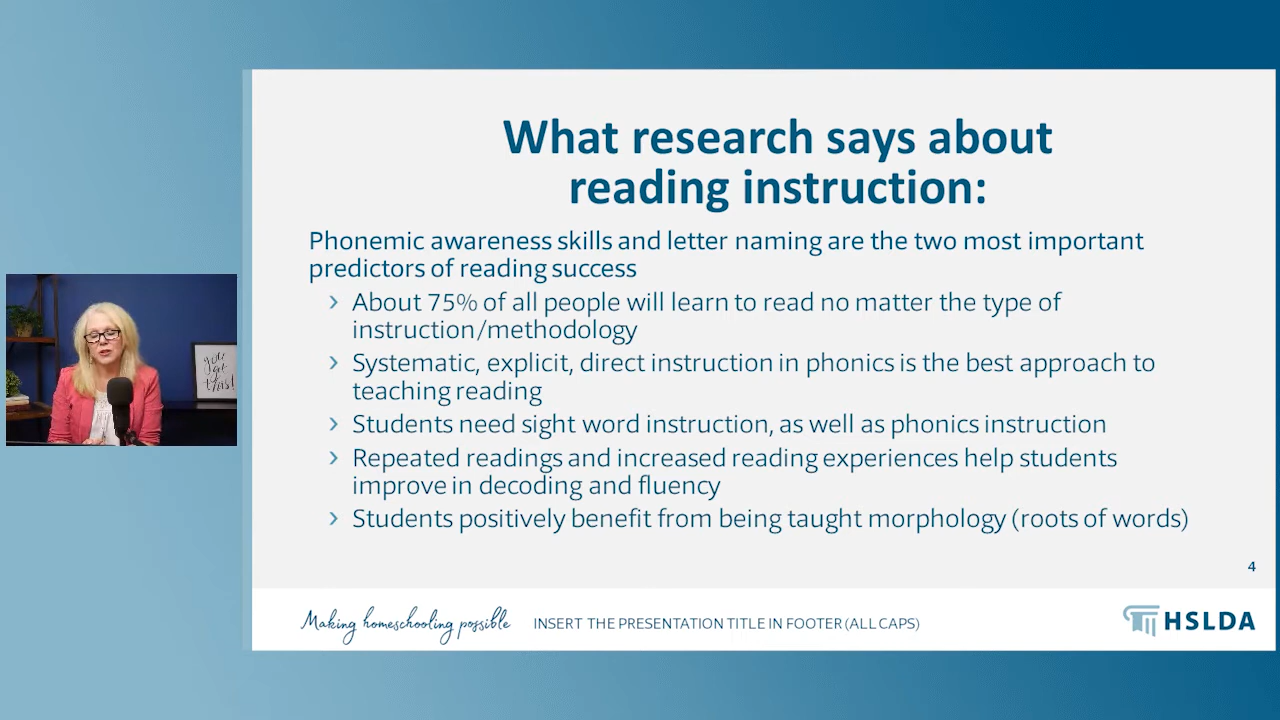 What research says about
reading instruction:
Phonemic awareness skills and letter naming are the two most important
predictors of reading success
› About 75% of all people will learn to read no matter the type of
instruction/methodology
› Systematic, explicit, direct instruction in phonics is the best approach to
teaching reading
› Students need sight word instruction, as well as phonics instruction
› Repeated readings and increased reading experiences help students
improve in decoding and fluency
› Students positively benefit from being taught morphology (roots of words)
4
Making homeschooling possible
INSERT THE PRESENTATION TITLE IN FOOTER (ALL CAPS)
HSLDA
you
get
this!